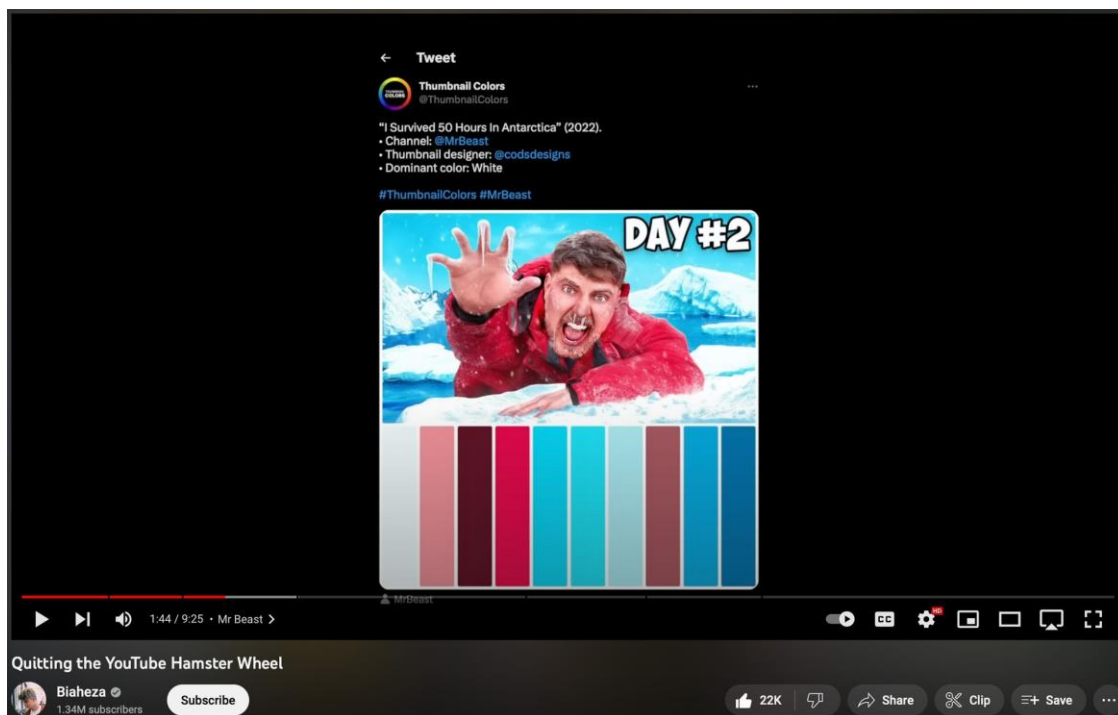 ← Tweet
THUMBNAIL
COLORS
Thumbnail Colors
@ThumbnailColors
"I Survived 50 Hours In Antarctica" (2022).
• Channel: @MrBeast
• Thumbnail designer: @codsdesigns
• Dominant color: White
#ThumbnailColors #MrBeast
DAY #2
MrBeast
1:44 / 9:25 • Mr Beast >
CC
HD
Quitting the YouTube Hamster Wheel
Biaheza
1.34M subscribers
Subscribe
22K
Share
Clip
Save